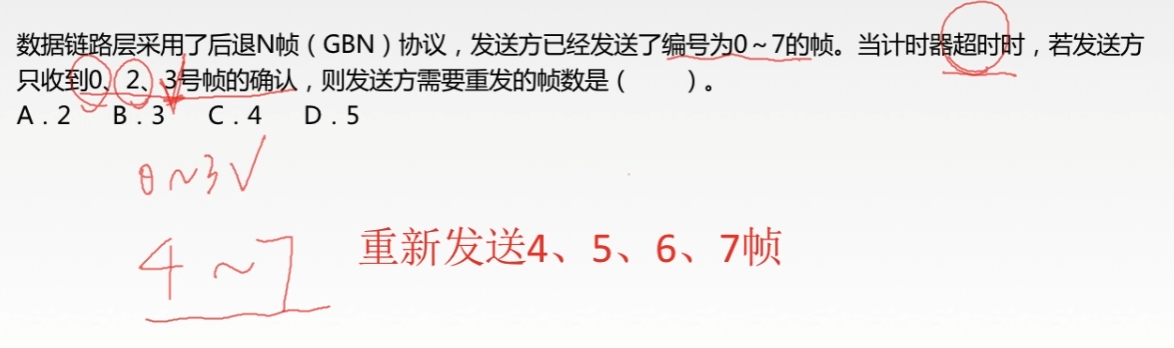 数据链路层采用了后退N帧（GBN）协议，发送方已经发送了编号为0～7的帧。当计时器超时时，若发送方
只收到0、2、3号帧的确认，则发送方需要重发的帧数是（　　）。
A．2　B．3　C．4　D．5
0~3√
4~7
重新发送4、5、6、7帧